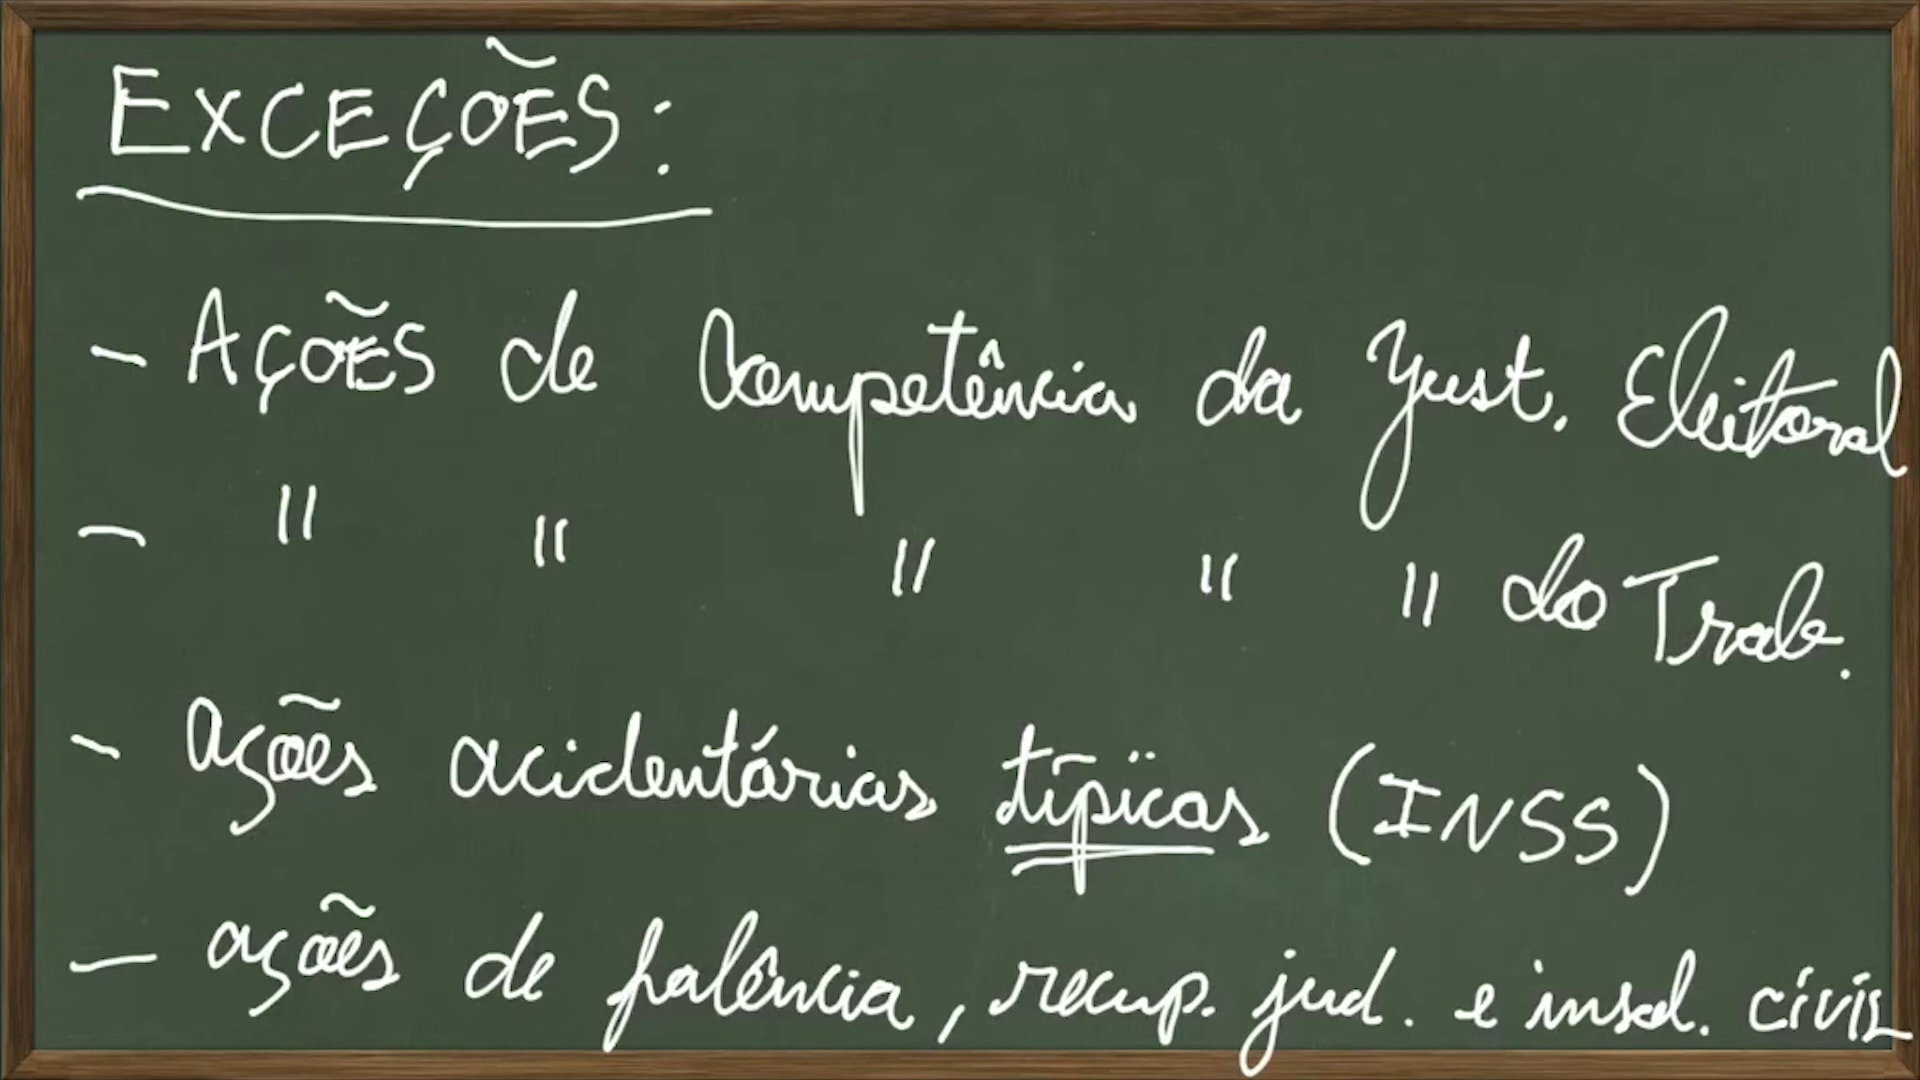 EXCEÇÕES:
- AÇÕES de Competência da Just. Eleitoral
- " " " " " do Trab.
- Ações acidentárias típicas (INSS)
- ações de falência, recup. jud. e insol. civil